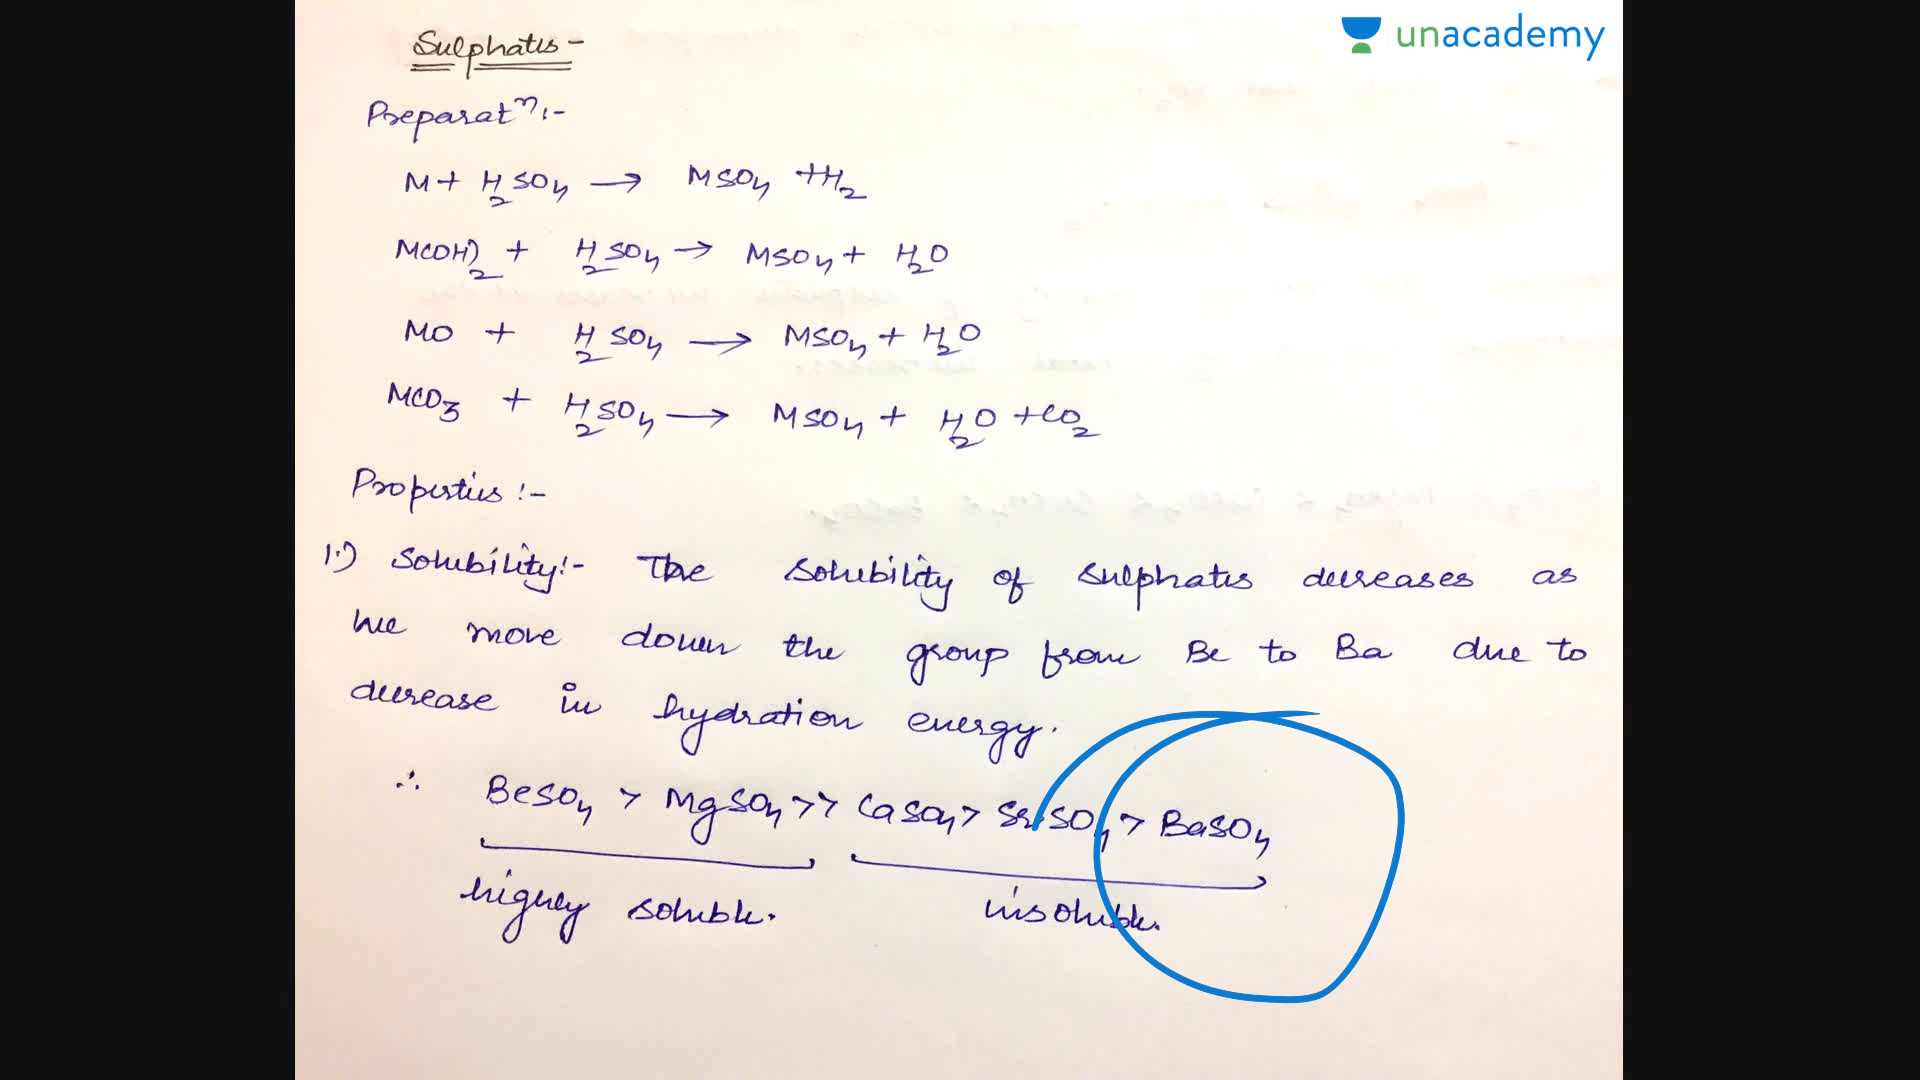 unacademy
Sulphates -
Preparatn :-
M + H2SO4 → MSO4 + H2
M(OH)2 + H2SO4 → MSO4 + H2O
MO + H2SO4 → MSO4 + H2O
MCO3 + H2SO4 → MSO4 + H2O + CO2
Properties :-
1.) Solubility :- The solubility of sulphates decreases as
we move down the group from Be to Ba due to
decrease in hydration energy.
∴ BeSO4 > MgSO4 >> CaSO4 > SrSO4 > BaSO4
highly soluble. insoluble.